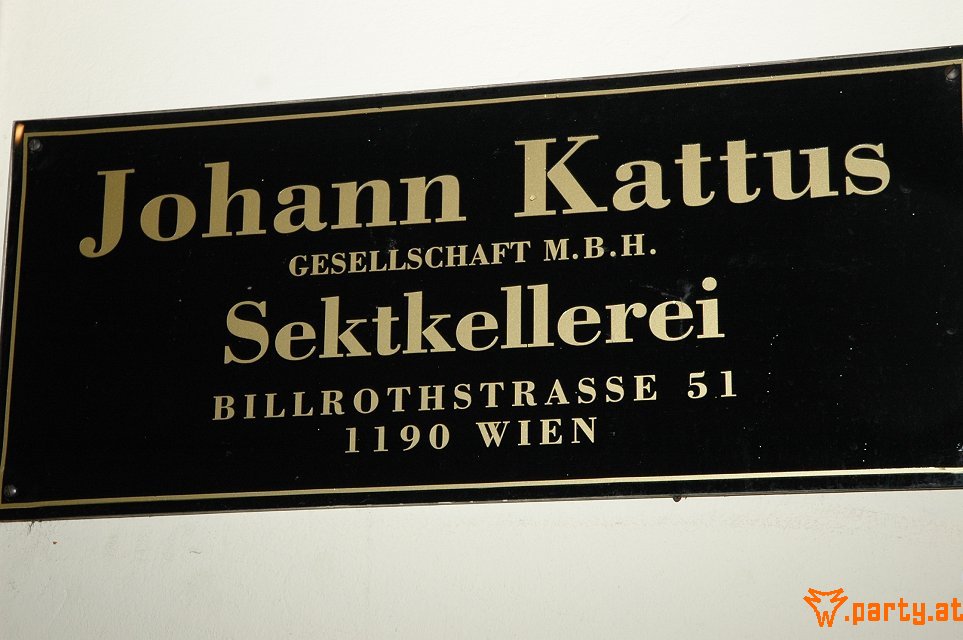 Johann Kattus
GESELLSCHAFT M.B.H.
Sektkellerei
BILLROTHSTRASSE 51
1190 WIEN
.party.at